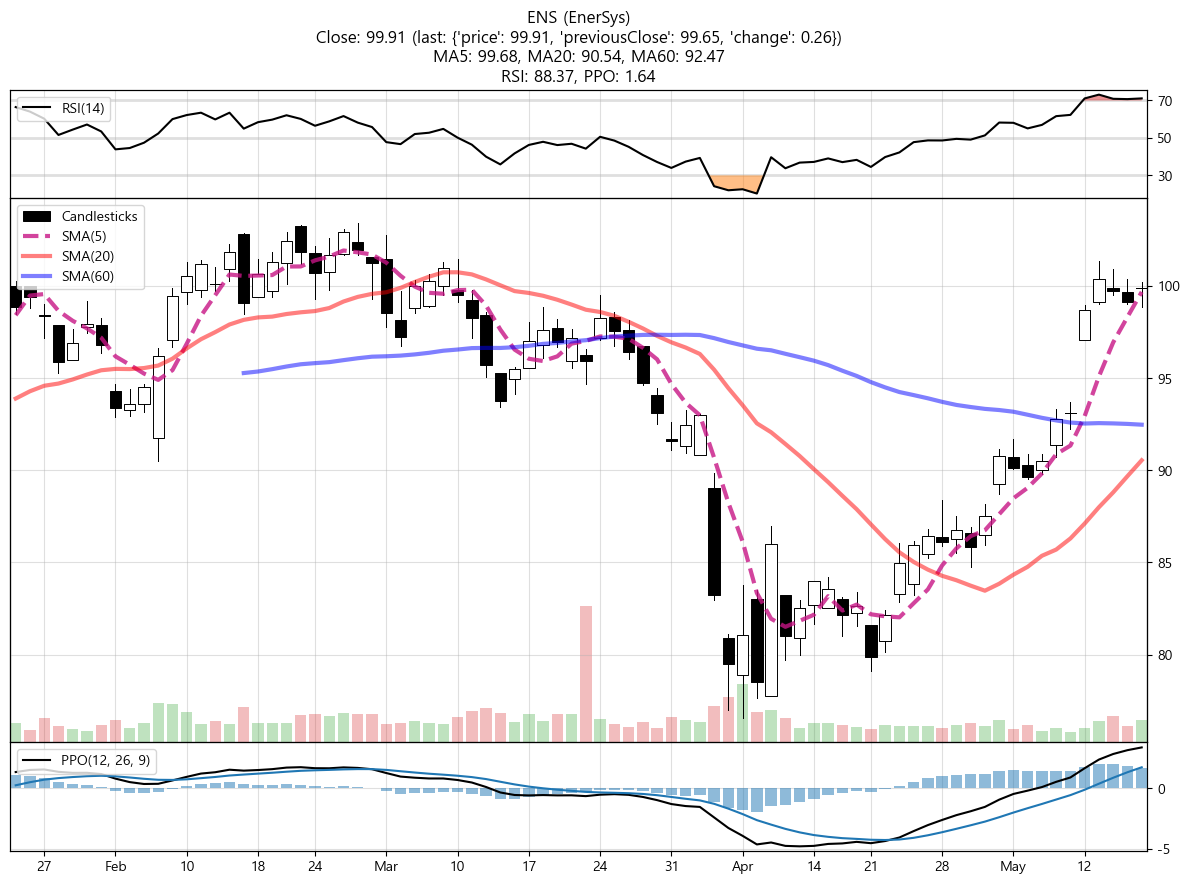 ENS (EnerSys)
Close: 99.91 (last: {'price': 99.91, 'previousClose': 99.65, 'change': 0.26})
MA5: 99.68, MA20: 90.54, MA60: 92.47
RSI: 88.37, PPO: 1.64
RSI(14)
70
50
30
Candlesticks
SMA(5)
SMA(20)
SMA(60)
100
95
90
85
80
PPO(12, 26, 9)
0
-5
27 Feb 10 18 24 Mar 10 17 24 31 Apr 14 21 28 May 12